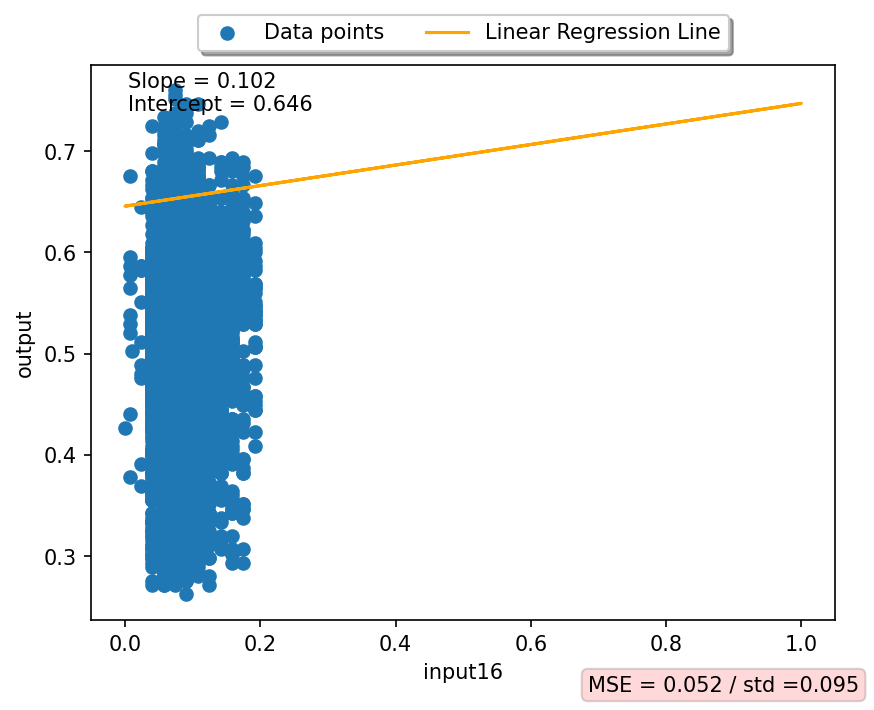 Data points
Linear Regression Line
Slope = 0.102
Intercept = 0.646
0.7
0.6
0.5
0.4
0.3
output
0.0 0.2 0.4 0.6 0.8 1.0
input16
MSE = 0.052 / std =0.095